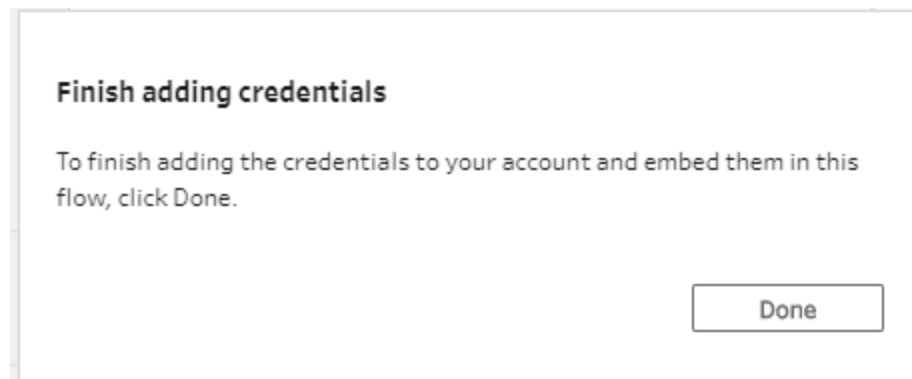 Finish adding credentials
To finish adding the credentials to your account and embed them in this
flow, click Done.
Done